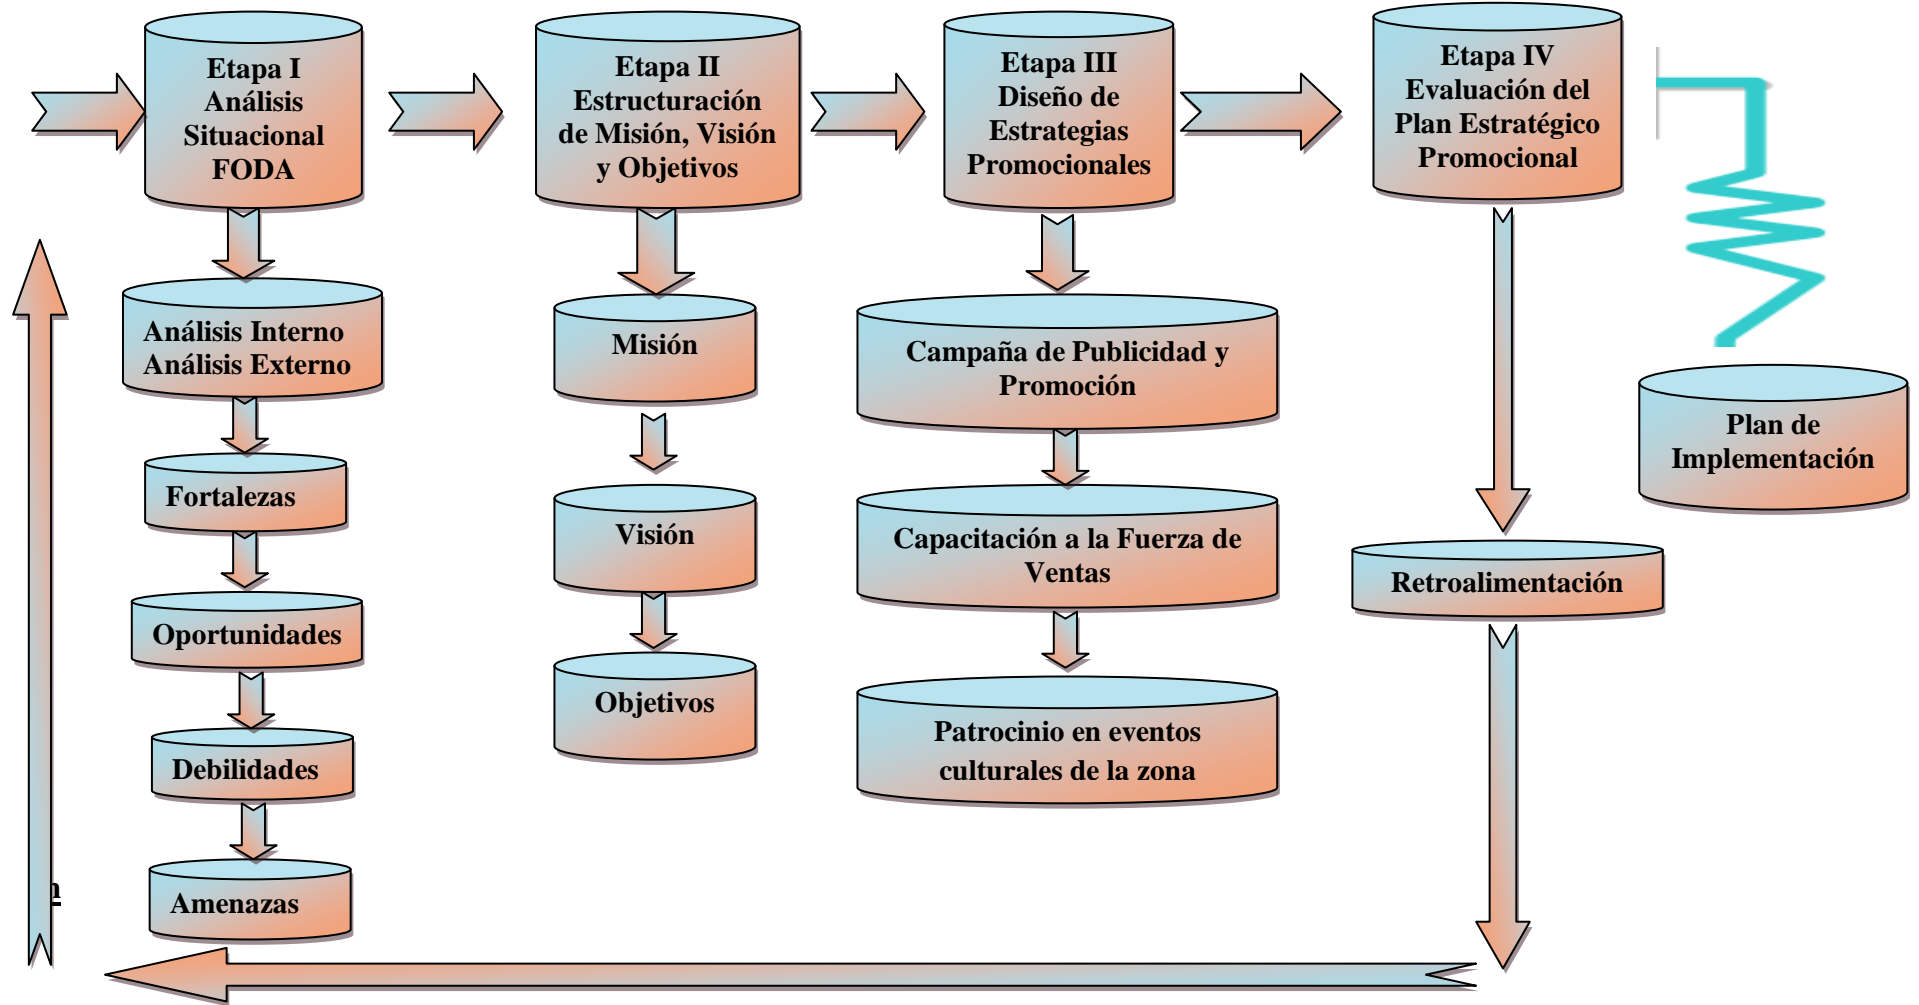 Etapa I
Análisis
Situacional
FODA
Etapa II
Estructuración
de Misión, Visión
y Objetivos
Etapa III
Diseño de
Estrategias
Promocionales
Etapa IV
Evaluación del
Plan Estratégico
Promocional
Análisis Interno
Análisis Externo
Fortalezas
Oportunidades
Debilidades
Amenazas
Misión
Visión
Objetivos
Campaña de Publicidad y
Promoción
Capacitación a la Fuerza de
Ventas
Patrocinio en eventos
culturales de la zona
Retroalimentación
Plan de
Implementación